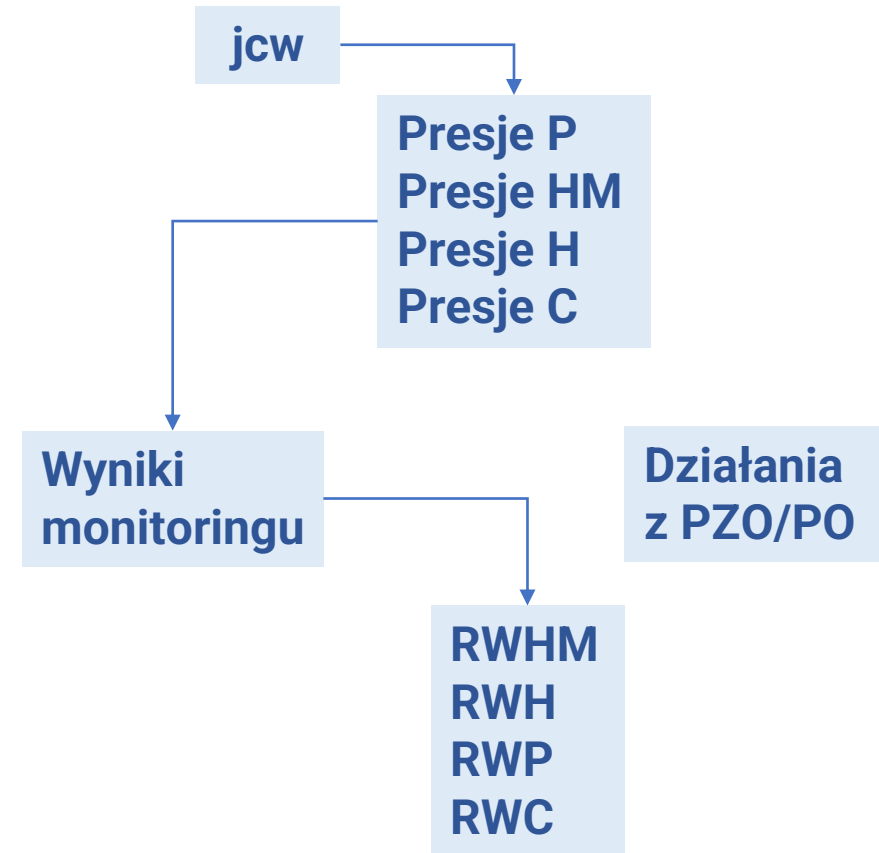 jcw
Presje P
Presje HM
Presje H
Presje C
Wyniki
monitoringu
Działania
z PZO/PO
RWHM
RWH
RWP
RWC